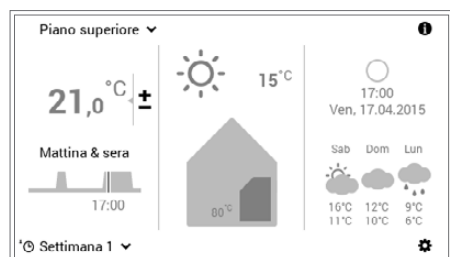 Piano superiore
15°C
21,0°C ±
17:00
Ven, 17.04.2015
Mattina & sera
Sab Dom Lun
17:00
16°C 12°C 9°C
11°C 10°C 6°C
Settimana 1